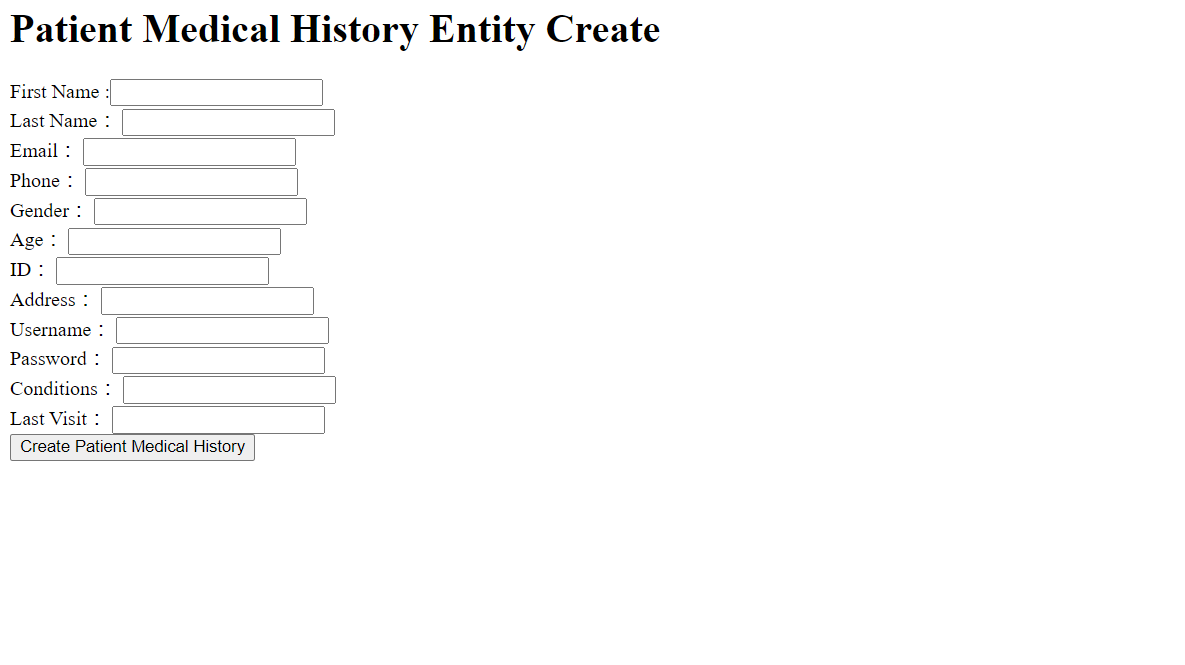 Patient Medical History Entity Create
First Name :
Last Name：
Email：
Phone：
Gender：
Age：
ID：
Address：
Username：
Password：
Conditions：
Last Visit：
Create Patient Medical History